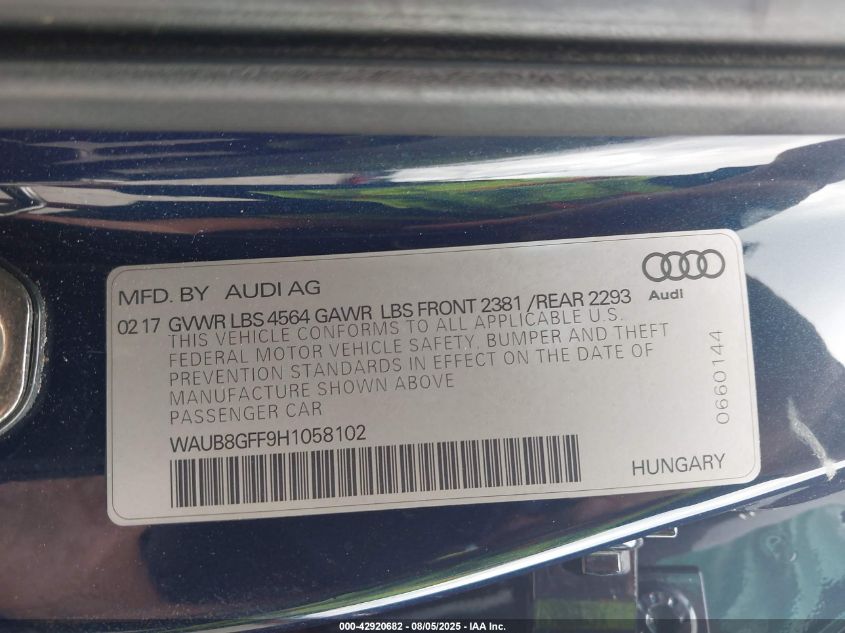 MFD. BY AUDI AG
Audi
02 17 GVWR LBS 4564 GAWR LBS FRONT 2381 /REAR 2293
THIS VEHICLE CONFORMS TO ALL APPLICABLE U.S.
FEDERAL MOTOR VEHICLE SAFETY, BUMPER AND THEFT
PREVENTION STANDARDS IN EFFECT ON THE DATE OF
MANUFACTURE SHOWN ABOVE
PASSENGER CAR
0660144
WAUB8GFF9H1058102
HUNGARY
000-42920682 - 08/05/2025 - IAA Inc.